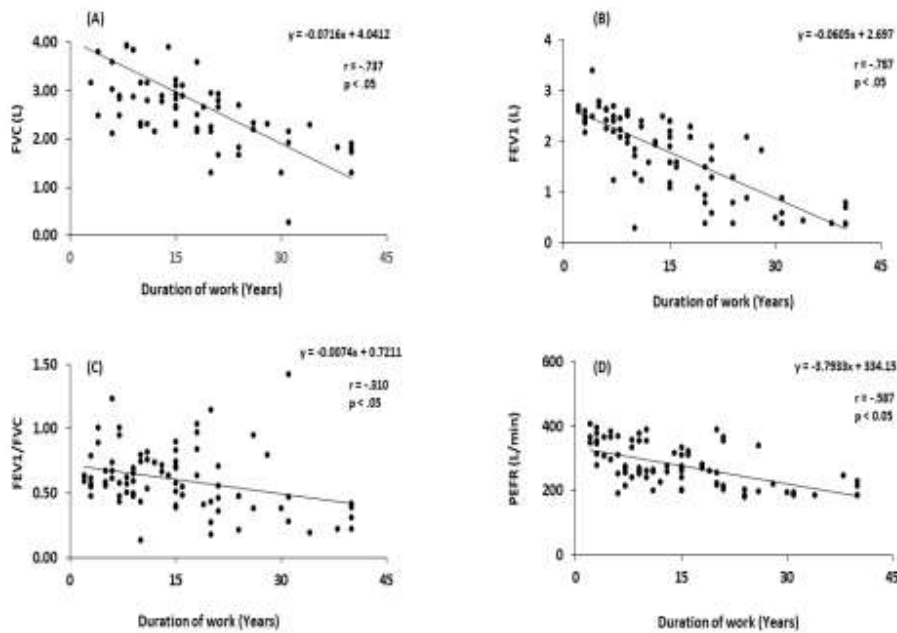 (A)
y = -0.0716x + 4.0412
r = -.737
p < .05
FVC (L)
4.00
3.00
2.00
1.00
0.00
0
15
30
45
Duration of work (Years)
(B)
y = -0.0605x + 2.697
r = -.787
p < .05
FEV1 (L)
4
3
2
1
0
0
15
30
45
Duration of work (Years)
(C)
y = -0.0074x + 0.7211
r = -.310
p < .05
FEV1/FVC
1.50
1.00
0.50
0.00
0
15
30
45
Duration of work (Years)
(D)
y = -3.7933x + 334.15
r = -.587
p < 0.05
PEFR (L/min)
600
400
200
0
0
15
30
45
Duration of work (Years)